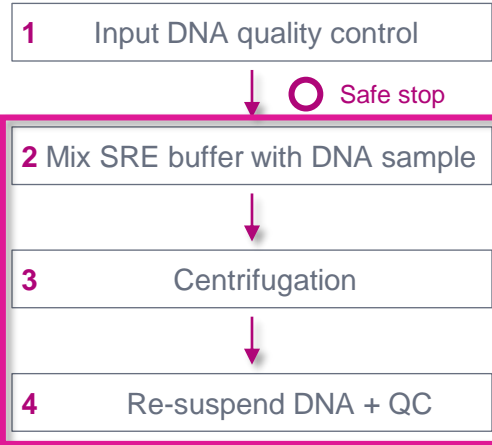 1 Input DNA quality control
Safe stop
2 Mix SRE buffer with DNA sample
3 Centrifugation
4 Re-suspend DNA + QC